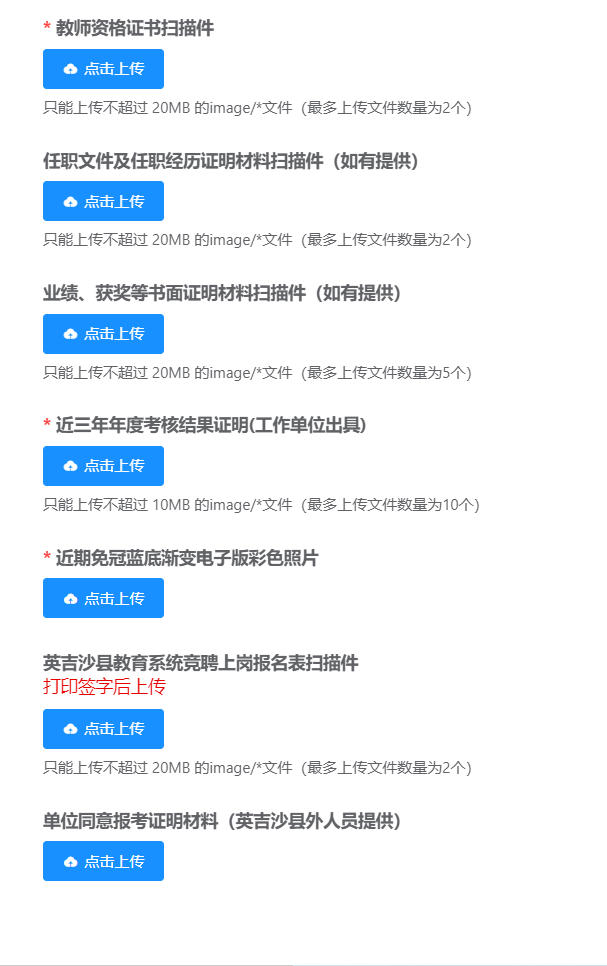 * 教师资格证书扫描件
点击上传
只能上传不超过 20MB 的image/*文件（最多上传文件数量为2个）
任职文件及任职经历证明材料扫描件（如有提供）
点击上传
只能上传不超过 20MB 的image/*文件（最多上传文件数量为2个）
业绩、获奖等书面证明材料扫描件（如有提供）
点击上传
只能上传不超过 20MB 的image/*文件（最多上传文件数量为5个）
* 近三年年度考核结果证明(工作单位出具)
点击上传
只能上传不超过 10MB 的image/*文件（最多上传文件数量为10个）
* 近期免冠蓝底渐变电子版彩色照片
点击上传
英吉沙县教育系统竞聘上岗报名表扫描件
打印签字后上传
点击上传
只能上传不超过 20MB 的image/*文件（最多上传文件数量为2个）
单位同意报考证明材料（英吉沙县外人员提供）
点击上传